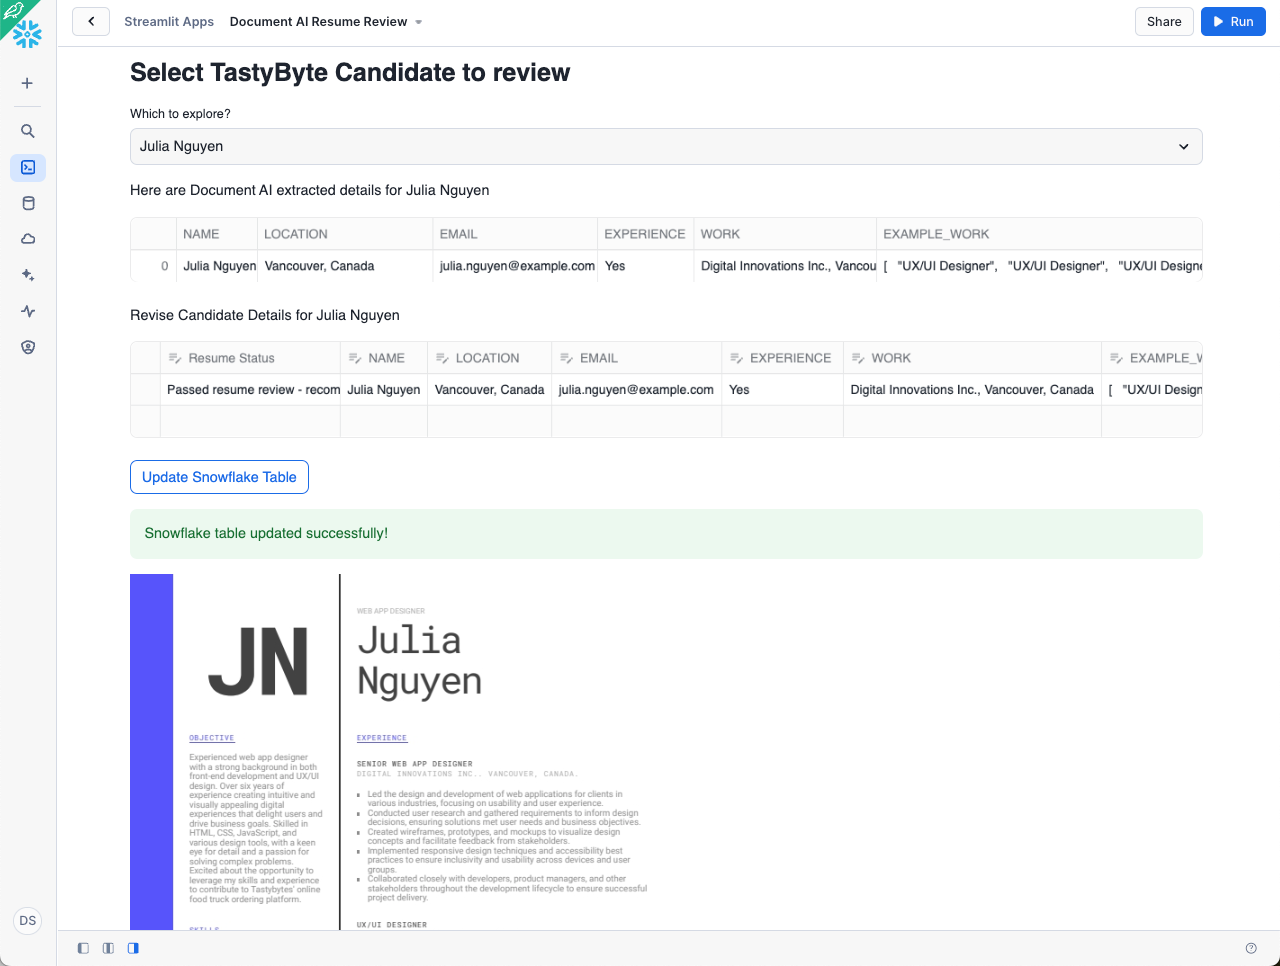 Streamlit Apps Document AI Resume Review
Share Run
Select TastyByte Candidate to review
Which to explore?
Julia Nguyen
Here are Document AI extracted details for Julia Nguyen
NAME LOCATION EMAIL EXPERIENCE WORK EXAMPLE_WORK
0 Julia Nguyen Vancouver, Canada julia.nguyen@example.com Yes Digital Innovations Inc., Vancou [ "UX/UI Designer", "UX/UI Designer", "UX/UI Designe
Revise Candidate Details for Julia Nguyen
Resume Status NAME LOCATION EMAIL EXPERIENCE WORK EXAMPLE_W
Passed resume review - recom Julia Nguyen Vancouver, Canada julia.nguyen@example.com Yes Digital Innovations Inc., Vancouver, Canada [ "UX/UI Design
Update Snowflake Table
Snowflake table updated successfully!
JN
WEB APP DESIGNER
Julia
Nguyen
OBJECTIVE
Experienced web app designer
with a strong background in both
front-end development and UX/UI
design. Over six years of
experience creating intuitive and
visually appealing digital
experiences that delight users and
drive business goals. Skilled in
HTML, CSS, JavaScript, and
various design tools, with a keen
eye for detail and a passion for
solving complex problems.
Excited about the opportunity to
leverage my skills and experience
to contribute to Tastybytes' online
food truck ordering platform.
SKILLS
EXPERIENCE
SENIOR WEB APP DESIGNER
DIGITAL INNOVATIONS INC.. VANCOUVER, CANADA.
Led the design and development of web applications for clients in
various industries, focusing on usability and user experience.
Conducted user research and gathered requirements to inform design
decisions, ensuring solutions met user needs and business objectives.
Created wireframes, prototypes, and mockups to visualize design
concepts and facilitate feedback from stakeholders.
Implemented responsive design techniques and accessibility best
practices to ensure inclusivity and usability across devices and user
groups.
Collaborated closely with developers, product managers, and other
stakeholders throughout the development lifecycle to ensure successful
project delivery.
UX/UI DESIGNER
DS